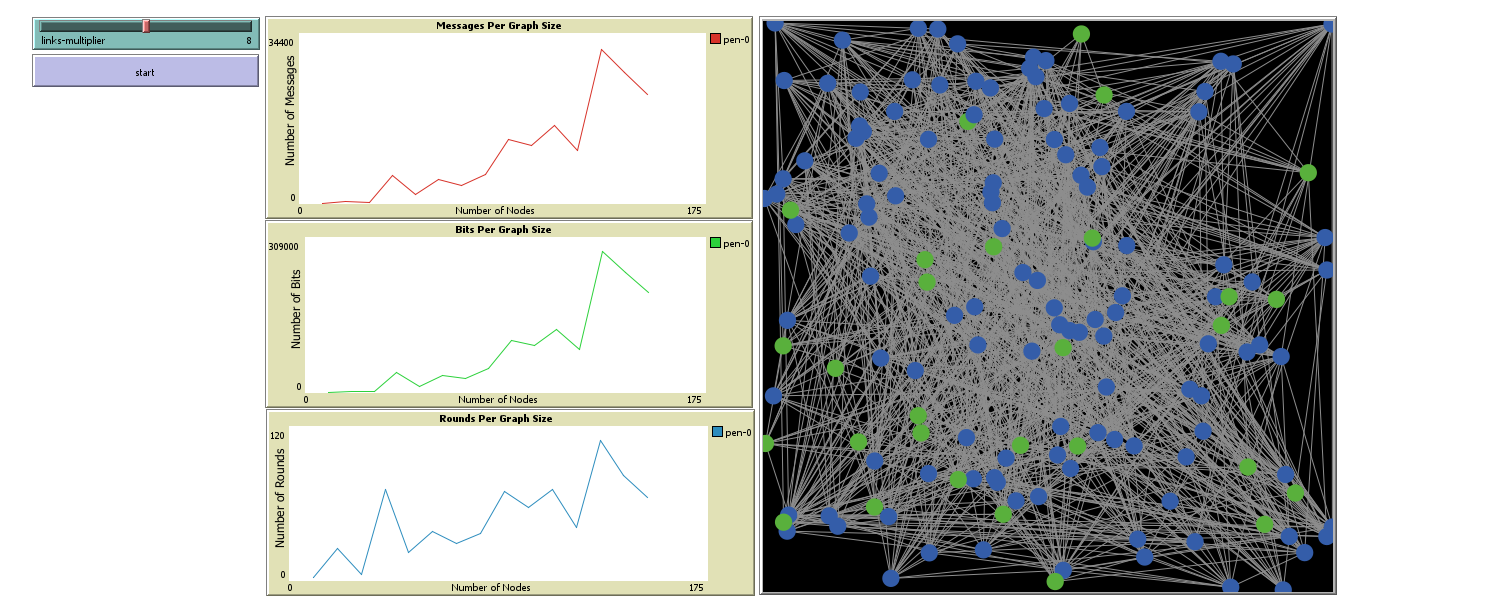 links-multiplier 8
start
Messages Per Graph Size
34400
Number of Messages
0
0
Number of Nodes
175
pen-0
Bits Per Graph Size
309000
Number of Bits
0
0
Number of Nodes
175
pen-0
Rounds Per Graph Size
120
Number of Rounds
0
0
Number of Nodes
175
pen-0